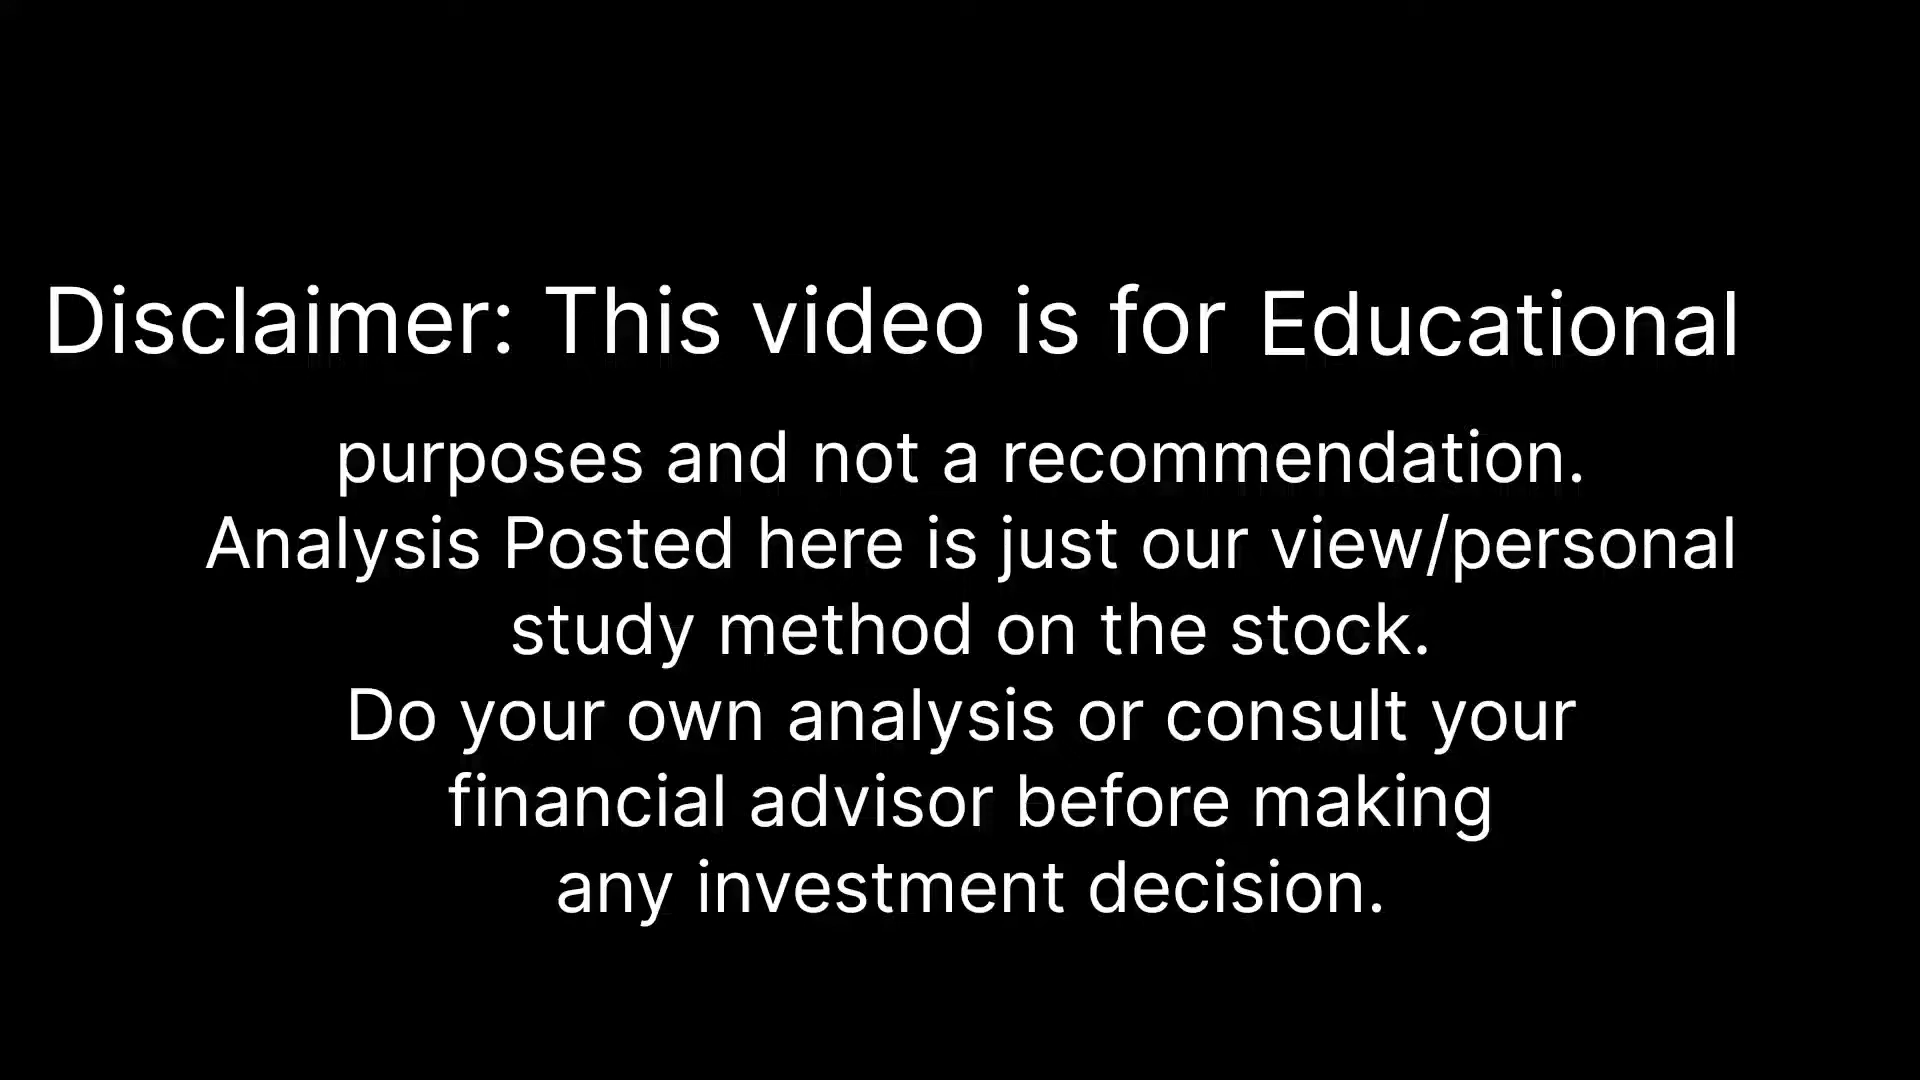 Disclaimer: This video is for Educational
purposes and not a recommendation.
Analysis Posted here is just our view/personal
study method on the stock.
Do your own analysis or consult your
financial advisor before making
any investment decision.